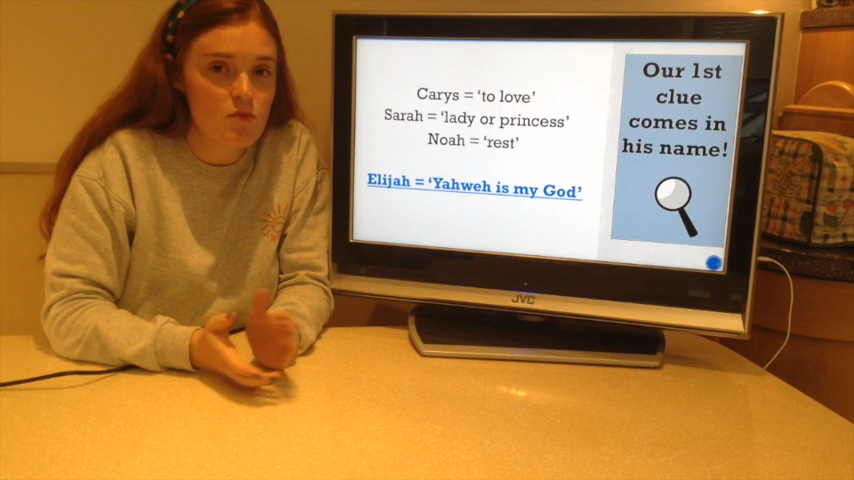 Carys = ‘to love’
Sarah = ‘lady or princess’
Noah = ‘rest’
Elijah = ‘Yahweh is my God’
Our 1st
clue
comes in
his name!
JVC